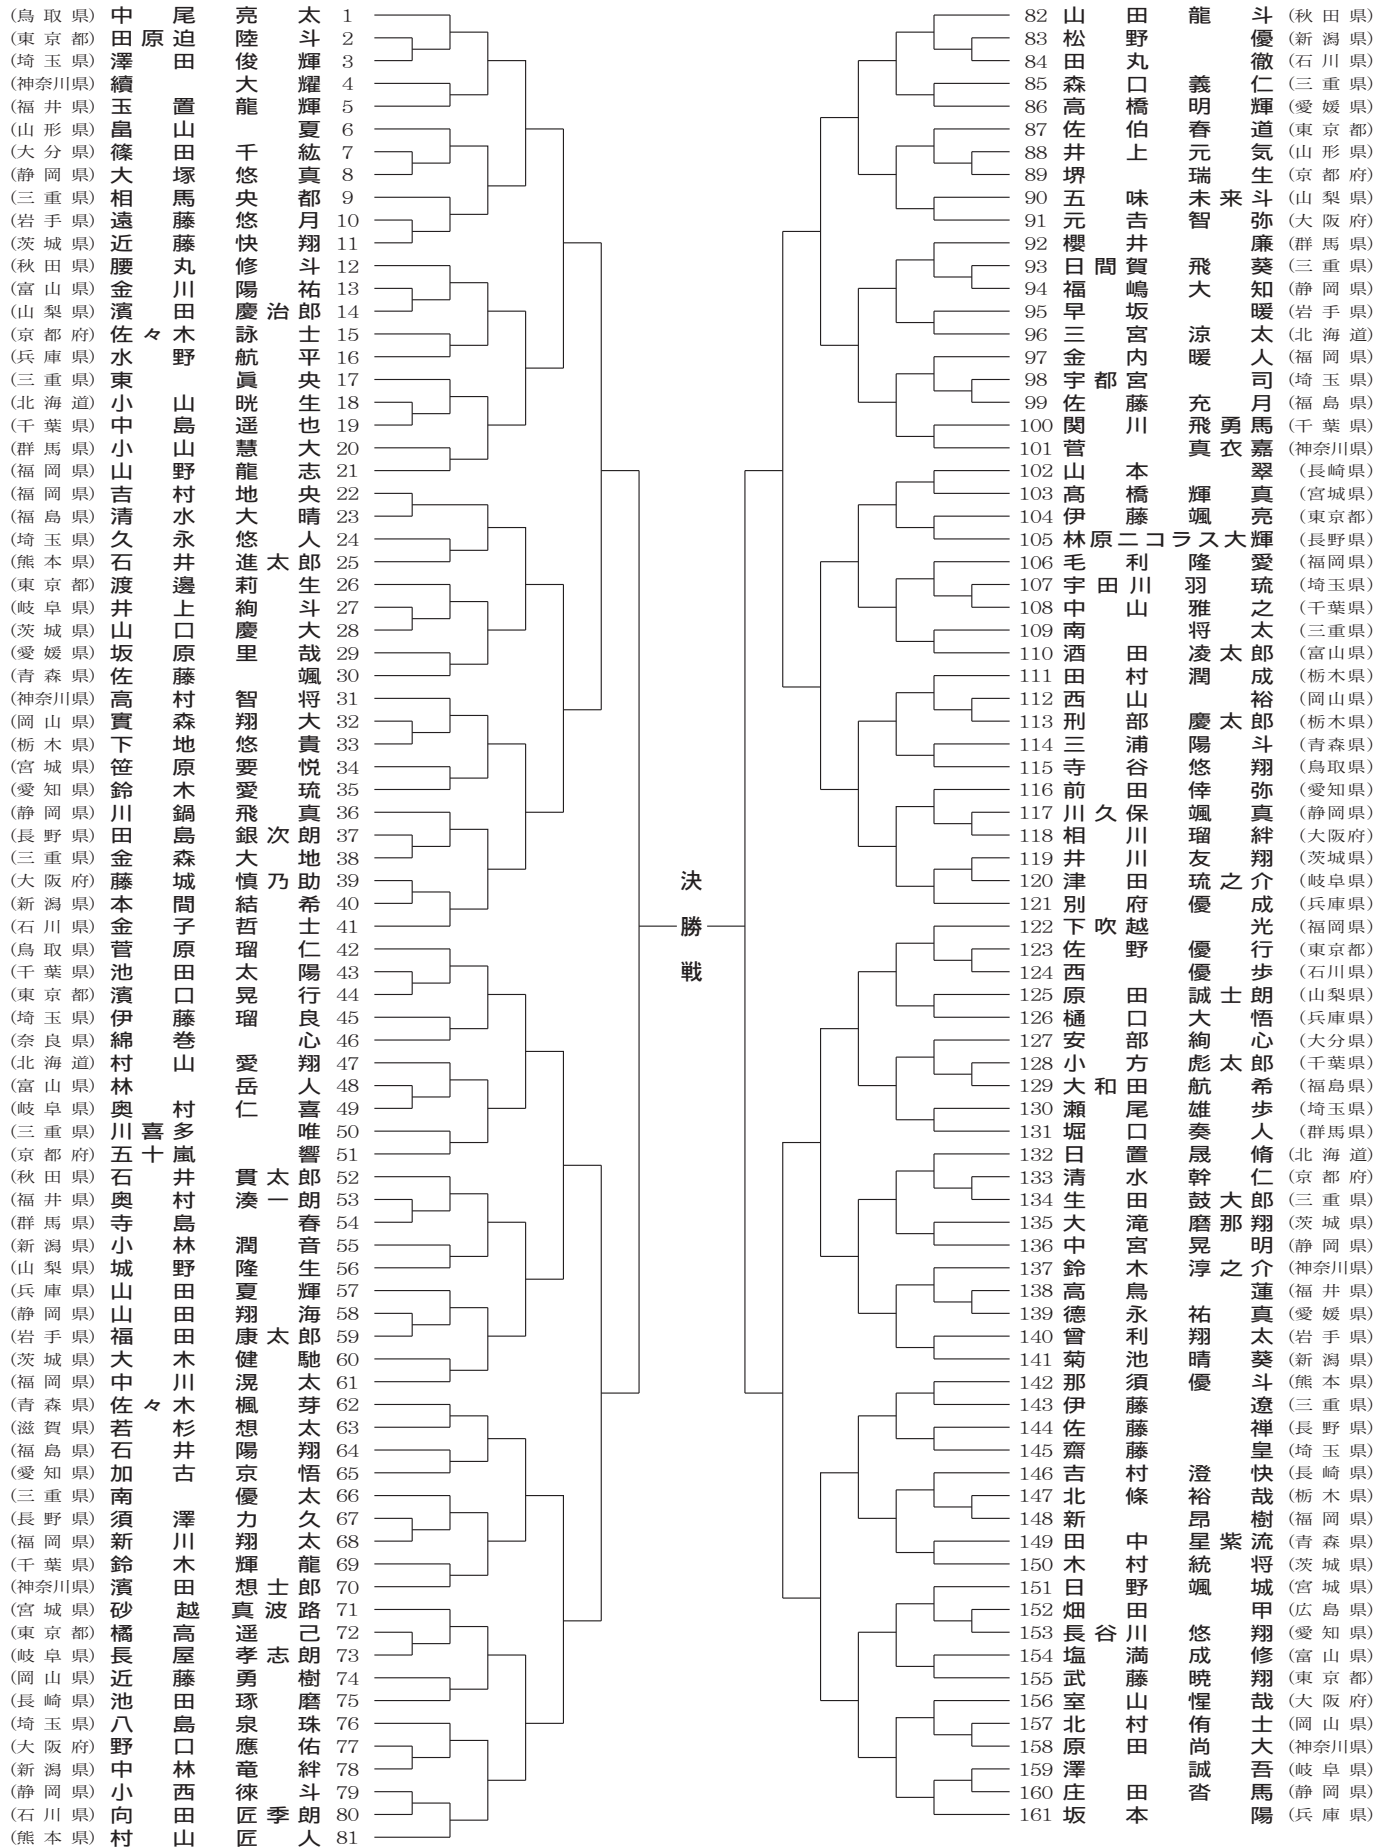 (鳥取県) 中尾亮太 1
(東京都) 田原迫陸斗 2
(埼玉県) 澤田俊輝 3
(神奈川県) 續大耀 4
(福井県) 玉置龍輝 5
(山形県) 畠山夏 6
(大分県) 篠田千紘 7
(静岡県) 大塚悠真 8
(三重県) 相馬央都 9
(岩手県) 遠藤悠月 10
(茨城県) 近藤快翔 11
(秋田県) 腰丸修斗 12
(富山県) 金川陽祐 13
(山梨県) 濱田慶治郎 14
(京都府) 佐々木詠士 15
(兵庫県) 水野航平 16
(三重県) 東眞央 17
(北海道) 小山晄生 18
(千葉県) 中島遥也 19
(群馬県) 小山慧大 20
(福岡県) 山野龍志 21
(福岡県) 吉村地央 22
(福島県) 清水大晴 23
(埼玉県) 久永悠人 24
(熊本県) 石井進太郎 25
(東京都) 渡邊莉生 26
(岐阜県) 井上絢斗 27
(茨城県) 山口慶大 28
(愛媛県) 坂原里哉 29
(青森県) 佐藤颯 30
(神奈川県) 高村智将 31
(岡山県) 實森翔大 32
(栃木県) 下地悠貴 33
(宮城県) 笹原要悦 34
(愛知県) 鈴木愛琉 35
(静岡県) 川鍋飛真 36
(長野県) 田島銀次朗 37
(三重県) 金森大地 38
(大阪府) 藤城慎乃助 39
(新潟県) 本間結希 40
(石川県) 金子哲士 41
(鳥取県) 菅原瑠仁 42
(千葉県) 池田太陽 43
(東京都) 濱口晃行 44
(埼玉県) 伊藤瑠良 45
(奈良県) 綿巻心 46
(北海道) 村山愛翔 47
(富山県) 林岳人 48
(岐阜県) 奥村仁喜 49
(三重県) 川喜多唯 50
(京都府) 五十嵐響 51
(秋田県) 石井貫太郎 52
(福井県) 奥村湊一朗 53
(群馬県) 寺島春 54
(新潟県) 小林潤音 55
(山梨県) 城野隆生 56
(兵庫県) 山田夏輝 57
(静岡県) 山田翔海 58
(岩手県) 福田康太郎 59
(茨城県) 大木健馳 60
(福岡県) 中川滉太 61
(青森県) 佐々木楓芽 62
(滋賀県) 若杉想太 63
(福島県) 石井陽翔 64
(愛知県) 加古京悟 65
(三重県) 南優太 66
(長野県) 須澤力久 67
(福岡県) 新川翔太 68
(千葉県) 鈴木輝龍 69
(神奈川県) 濱田想士郎 70
(宮城県) 砂越真波路 71
(東京都) 橘高遥己 72
(岐阜県) 長屋孝志朗 73
(岡山県) 近藤勇樹 74
(長崎県) 池田琢磨 75
(埼玉県) 八島泉珠 76
(大阪府) 野口應佑 77
(新潟県) 中林竜絆 78
(静岡県) 小西徠斗 79
(石川県) 向田匠季朗 80
(熊本県) 村山匠人 81
決勝戦
82 山田龍斗 (秋田県)
83 松野優 (新潟県)
84 田丸徹 (石川県)
85 森口義仁 (三重県)
86 高橋明輝 (愛媛県)
87 佐伯春道 (東京都)
88 井上元気 (山形県)
89 堺瑞生 (京都府)
90 五味未来斗 (山梨県)
91 元吉智弥 (大阪府)
92 櫻井廉 (群馬県)
93 日間賀飛葵 (三重県)
94 福嶋大知 (静岡県)
95 早坂暖 (岩手県)
96 三宮涼太 (北海道)
97 金内暖人 (福岡県)
98 宇都宮司 (埼玉県)
99 佐藤充月 (福島県)
100 関川飛勇馬 (千葉県)
101 菅真衣嘉 (神奈川県)
102 山本翠 (長崎県)
103 髙橋輝真 (宮城県)
104 伊藤颯亮 (東京都)
105 林原ニコラス大輝 (長野県)
106 毛利隆愛 (福岡県)
107 宇田川羽琉 (埼玉県)
108 中山雅之 (千葉県)
109 南将太 (三重県)
110 酒田凌太郎 (富山県)
111 田村潤成 (栃木県)
112 西山裕 (岡山県)
113 刑部慶太郎 (栃木県)
114 三浦陽斗 (青森県)
115 寺谷悠翔 (鳥取県)
116 前田倖弥 (愛知県)
117 川久保颯真 (静岡県)
118 相川瑠絆 (大阪府)
119 井川友翔 (茨城県)
120 津田琉之介 (岐阜県)
121 別府優成 (兵庫県)
122 下吹越光 (福岡県)
123 佐野優行 (東京都)
124 西優歩 (石川県)
125 原田誠士朗 (山梨県)
126 樋口大悟 (兵庫県)
127 安部絢心 (大分県)
128 小方彪太郎 (千葉県)
129 大和田航希 (福島県)
130 瀬尾雄歩 (埼玉県)
131 堀口奏人 (群馬県)
132 日置晟脩 (北海道)
133 清水幹仁 (京都府)
134 生田鼓大郎 (三重県)
135 大滝磨那翔 (茨城県)
136 中宮晃明 (静岡県)
137 鈴木淳之介 (神奈川県)
138 高鳥蓮 (福井県)
139 德永祐真 (愛媛県)
140 曾利翔太 (岩手県)
141 菊池晴葵 (新潟県)
142 那須優斗 (熊本県)
143 伊藤遼 (三重県)
144 佐藤禅 (長野県)
145 齋藤皇 (埼玉県)
146 吉村澄快 (長崎県)
147 北條裕哉 (栃木県)
148 新昂樹 (福岡県)
149 田中星紫流 (青森県)
150 木村統将 (茨城県)
151 日野颯城 (宮城県)
152 畑田甲 (広島県)
153 長谷川悠翔 (愛知県)
154 塩満成修 (富山県)
155 武藤暁翔 (東京都)
156 室山惺哉 (大阪府)
157 北村侑士 (岡山県)
158 原田尚大 (神奈川県)
159 澤誠吾 (岐阜県)
160 庄田沓馬 (静岡県)
161 坂本陽 (兵庫県)